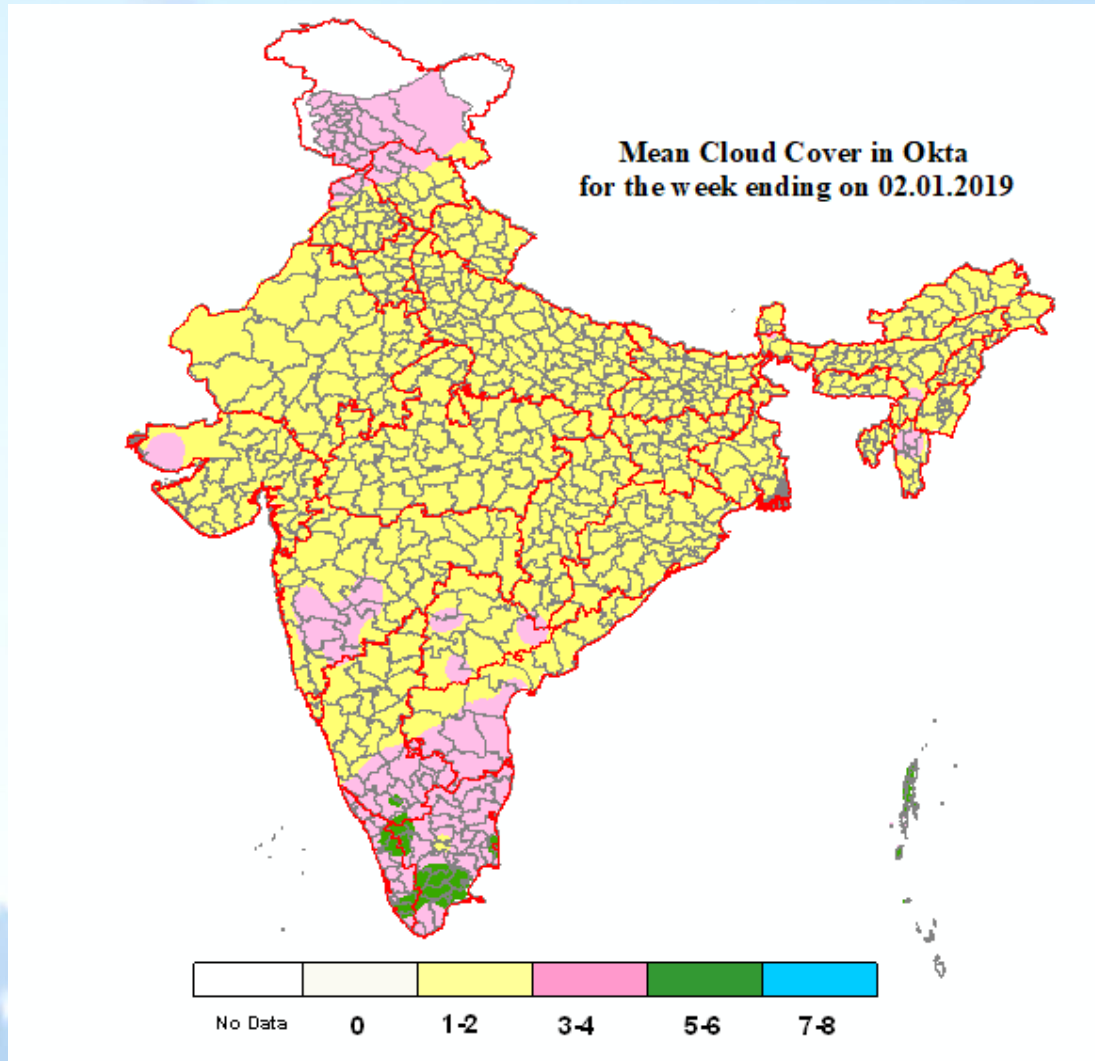 Mean Cloud Cover in Okta
for the week ending on 02.01.2019
No Data 0 1-2 3-4 5-6 7-8